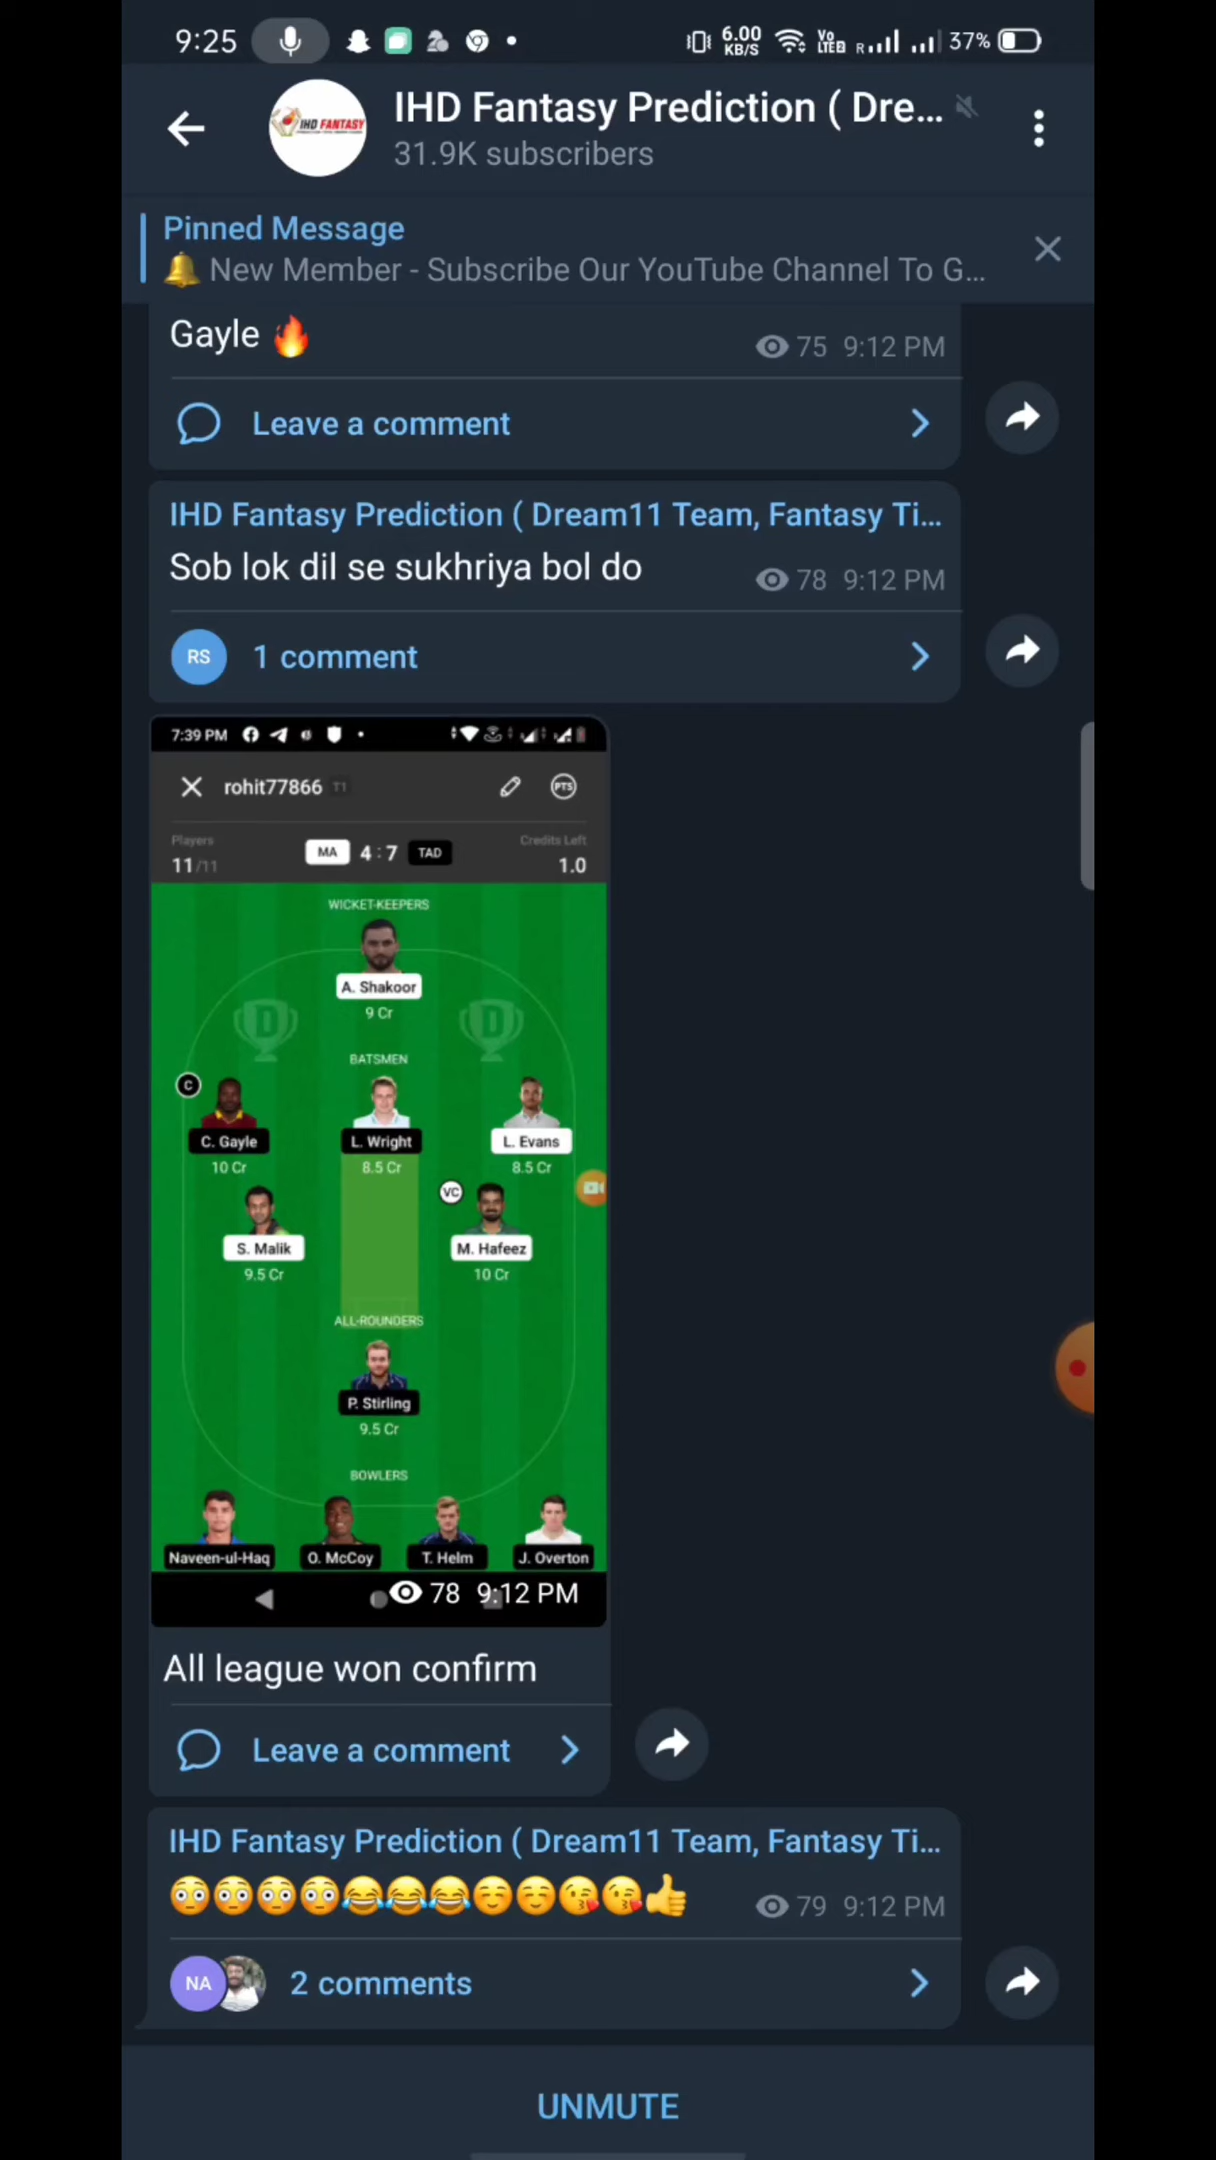 9:25
6.00 KB/S
Vo LTE2
R
37%
IHD FANTASY
IHD Fantasy Prediction ( Dre...
31.9K subscribers
Pinned Message
🔔 New Member - Subscribe Our YouTube Channel To G...
Gayle 🔥
75 9:12 PM
Leave a comment
IHD Fantasy Prediction ( Dream11 Team, Fantasy Ti...
Sob lok dil se sukhriya bol do
78 9:12 PM
RS
1 comment
7:39 PM
rohit77866 T1
PTS
Players
Credits Left
11/11
MA 4 : 7 TAD
1.0
WICKET-KEEPERS
A. Shakoor
9 Cr
D D
BATSMEN
C
C. Gayle L. Wright L. Evans
10 Cr 8.5 Cr 8.5 Cr
VC
S. Malik M. Hafeez
9.5 Cr 10 Cr
ALL-ROUNDERS
P. Stirling
9.5 Cr
BOWLERS
Naveen-ul-Haq O. McCoy T. Helm J. Overton
78 9:12 PM
All league won confirm
Leave a comment
IHD Fantasy Prediction ( Dream11 Team, Fantasy Ti...
😳😳😳😳😂😂😂☺️☺️😘😘👍
79 9:12 PM
NA
2 comments
UNMUTE